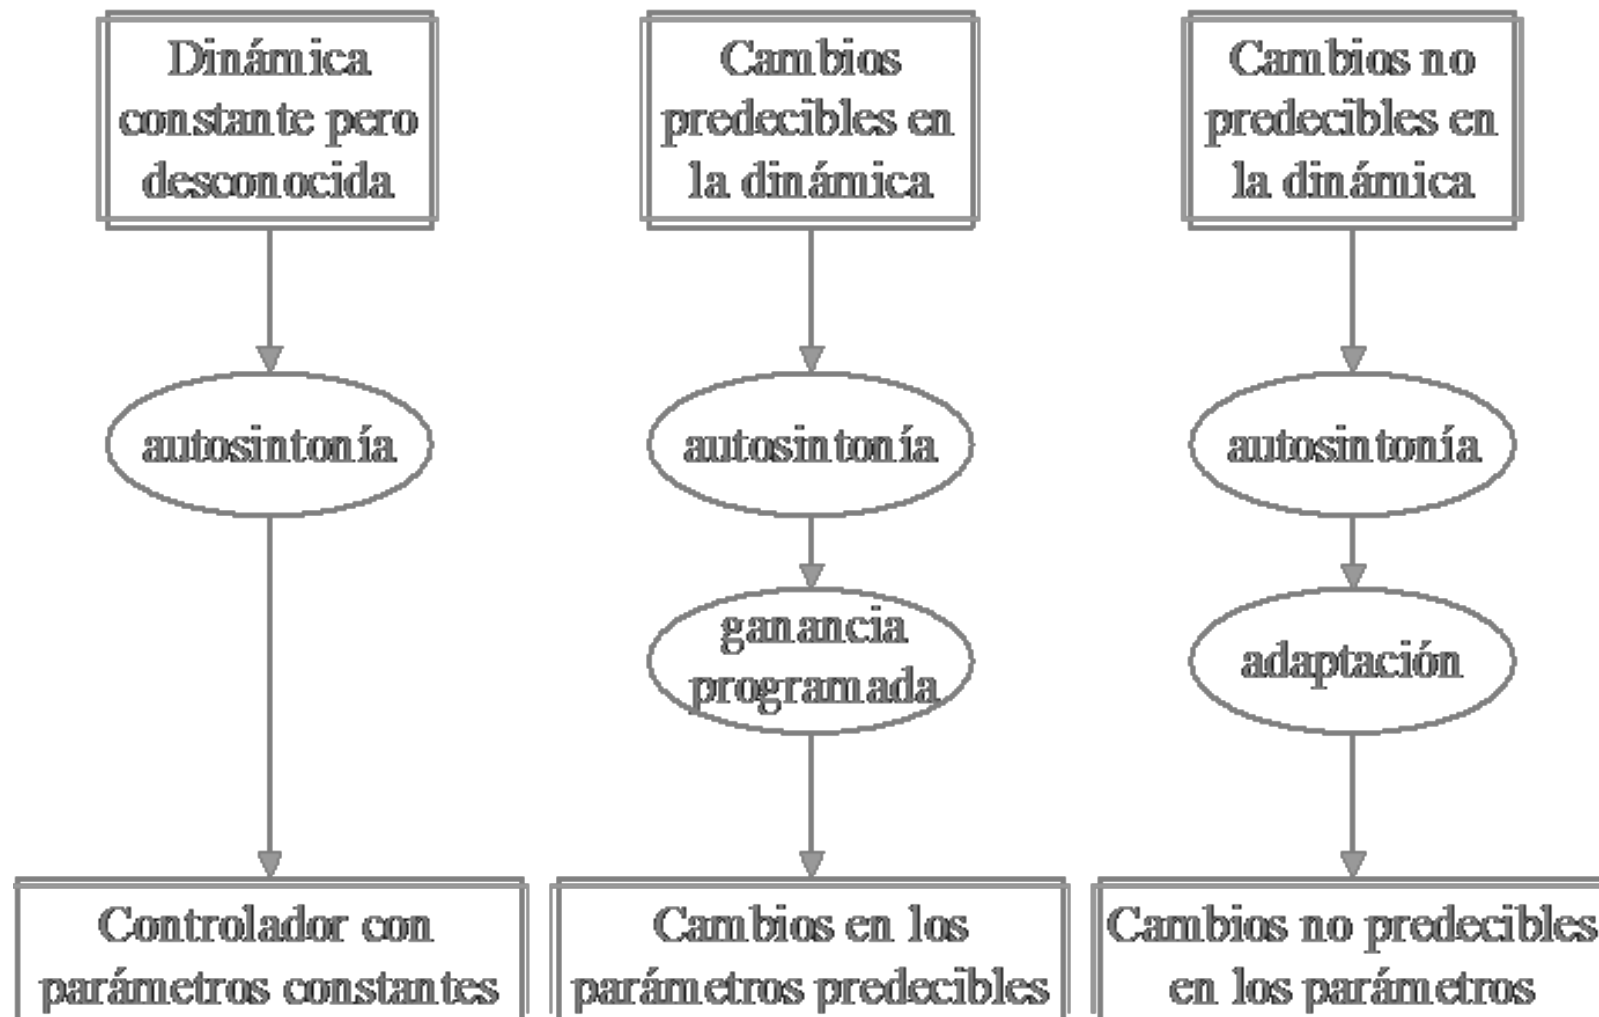 Dinámica
constante pero
desconocida
Cambios
predecibles en
la dinámica
Cambios no
predecibles en
la dinámica
autosintonía
autosintonía
autosintonía
ganancia
programada
adaptación
Controlador con
parámetros constantes
Cambios en los
parámetros predecibles
Cambios no predecibles
en los parámetros